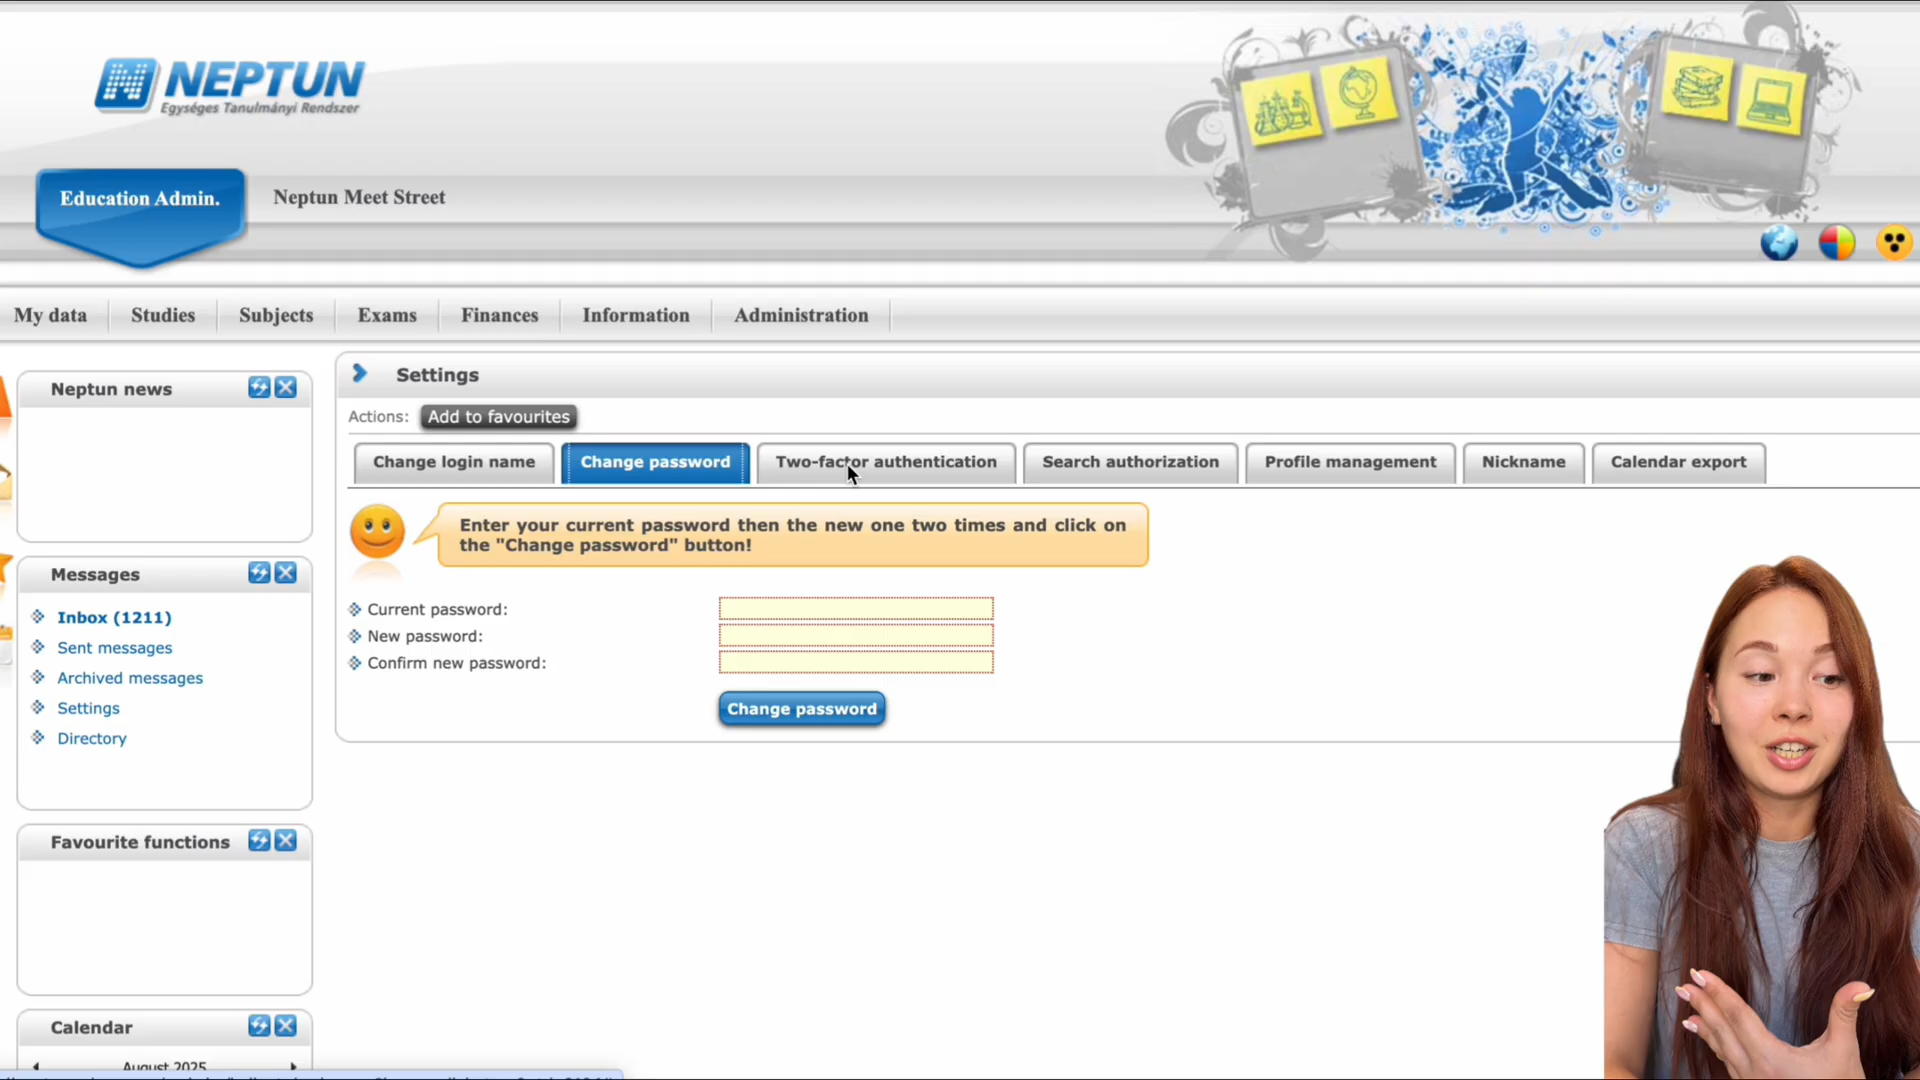 NEPTUN
Egységes Tanulmányi Rendszer
Education Admin.
Neptun Meet Street
My data
Studies
Subjects
Exams
Finances
Information
Administration
Neptun news
Settings
Actions:
Add to favourites
Change login name
Change password
Two-factor authentication
Search authorization
Profile management
Nickname
Calendar export
Enter your current password then the new one two times and click on
the "Change password" button!
Current password:
New password:
Confirm new password:
Change password
Messages
Inbox (1211)
Sent messages
Archived messages
Settings
Directory
Favourite functions
Calendar
August 2025